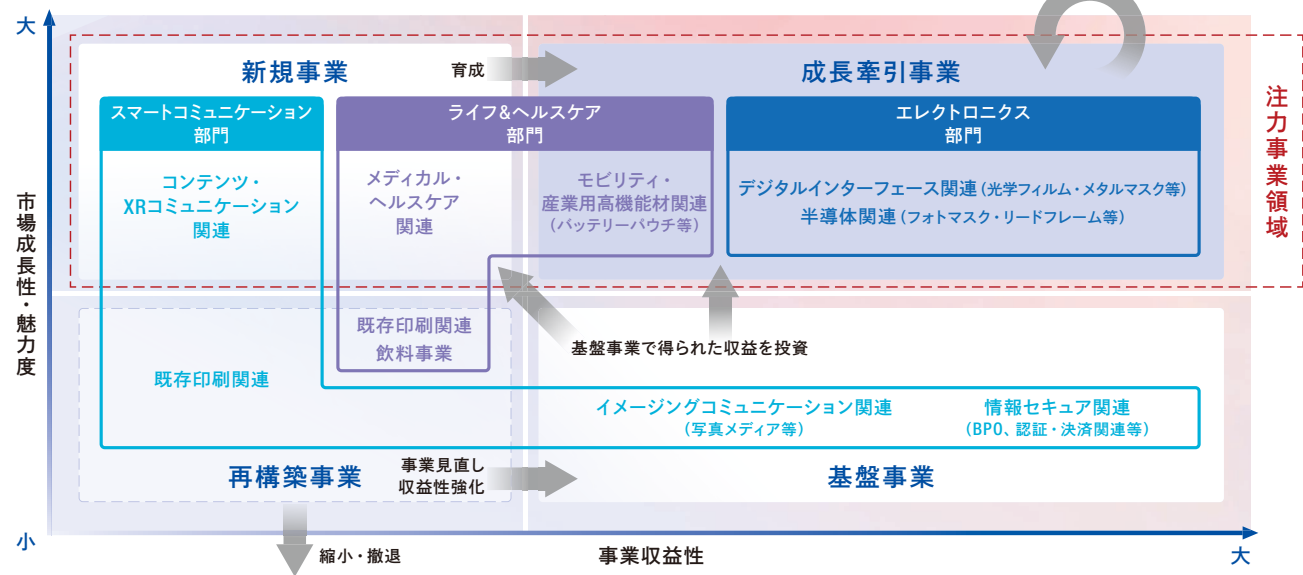 大
新規事業
育成
成長牽引事業
スマートコミュニケーション
部門
ライフ&ヘルスケア
部門
エレクトロニクス
部門
コンテンツ・
XRコミュニケーション
関連
メディカル・
ヘルスケア
関連
モビリティ・
産業用高機能材関連
(バッテリーパウチ等)
デジタルインターフェース関連(光学フィルム・メタルマスク等)
半導体関連(フォトマスク・リードフレーム等)
注力事業領域
市場成長性・魅力度
既存印刷関連
飲料事業
基盤事業で得られた収益を投資
既存印刷関連
イメージングコミュニケーション関連
(写真メディア等)
情報セキュア関連
(BPO、認証・決済関連等)
再構築事業
事業見直し
収益性強化
基盤事業
小
縮小・撤退
事業収益性
大